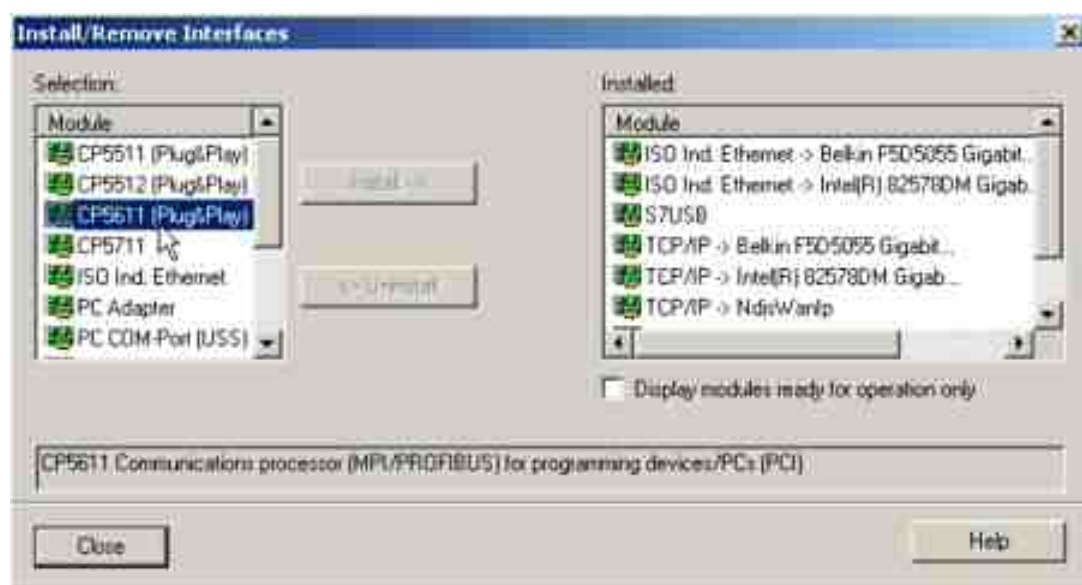 Install/Remove Interfaces
Selection:
Module
CP5511 (Plug&Play)
CP5512 (Plug&Play)
CP5611 (Plug&Play)
CP5711
ISO Ind. Ethernet
PC Adapter
PC COM-Port (USS)
Install ->
<- Uninstall
Installed:
Module
ISO Ind. Ethernet -> Belkin F5D5055 Gigabit...
ISO Ind. Ethernet -> Intel(R) 82578DM Gigab...
S7USB
TCP/IP -> Belkin F5D5055 Gigabit...
TCP/IP -> Intel(R) 82578DM Gigab...
TCP/IP -> NdisWanIp
Display modules ready for operation only
CP5611 Communications processor (MPI/PROFIBUS) for programming devices/PCs (PCI)
Close
Help